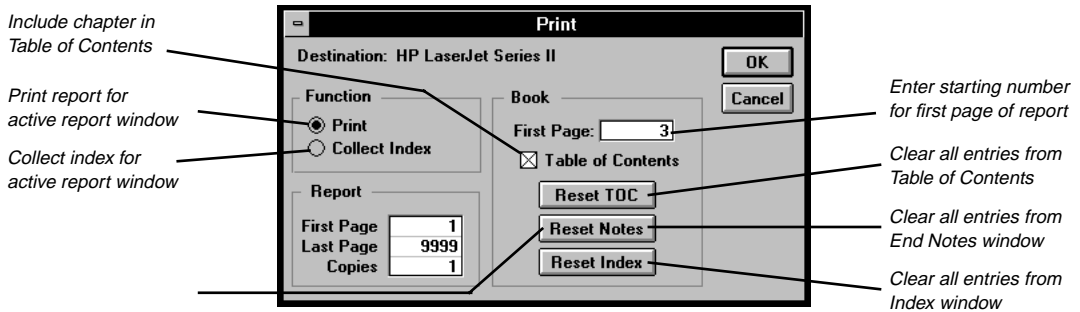 Include chapter in
Table of Contents
Print report for
active report window
Collect index for
active report window
Print
Destination: HP LaserJet Series II
OK
Cancel
Function
Print
Collect Index
Report
First Page 1
Last Page 9999
Copies 1
Book
First Page: 3
Table of Contents
Reset TOC
Reset Notes
Reset Index
Enter starting number
for first page of report
Clear all entries from
Table of Contents
Clear all entries from
End Notes window
Clear all entries from
Index window